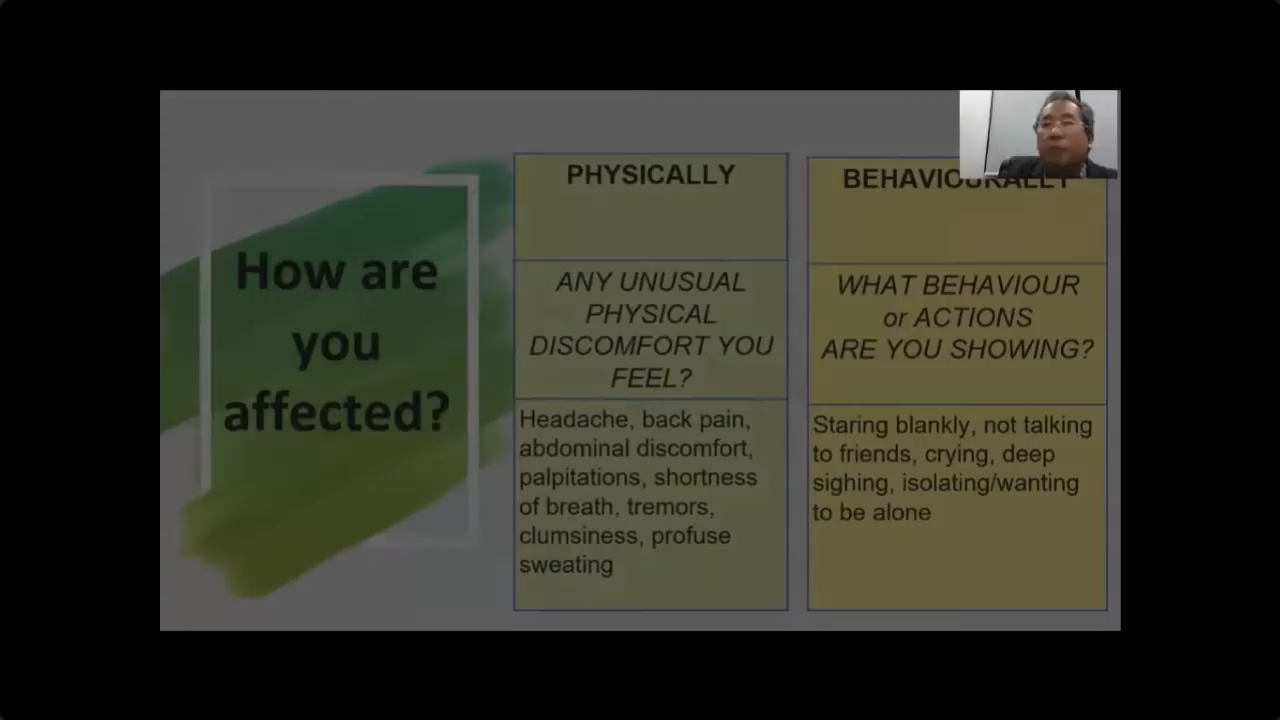 How are
you
affected?
PHYSICALLY
ANY UNUSUAL
PHYSICAL
DISCOMFORT YOU
FEEL?
Headache, back pain,
abdominal discomfort,
palpitations, shortness
of breath, tremors,
clumsiness, profuse
sweating
BEHAVIOURALLY
WHAT BEHAVIOUR
or ACTIONS
ARE YOU SHOWING?
Staring blankly, not talking
to friends, crying, deep
sighing, isolating/wanting
to be alone